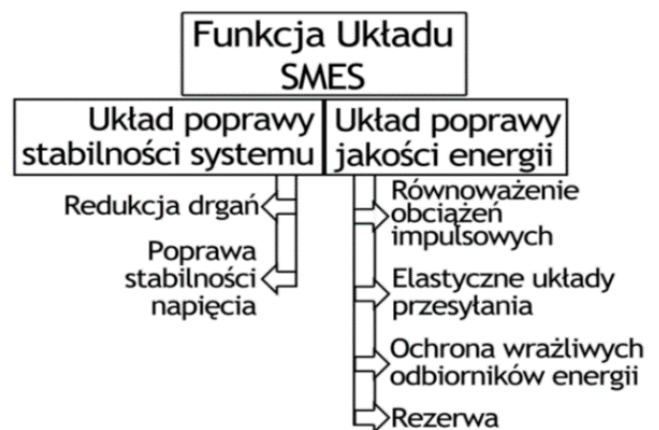 Funkcja Układu
SMES
Układ poprawy
stabilności systemu
Układ poprawy
jakości energii
Redukcja drgań
Poprawa
stabilności
napięcia
Równoważenie
obciążeń
impulsowych
Elastyczne układy
przesyłania
Ochrona wrażliwych
odbiorników energii
Rezerwa